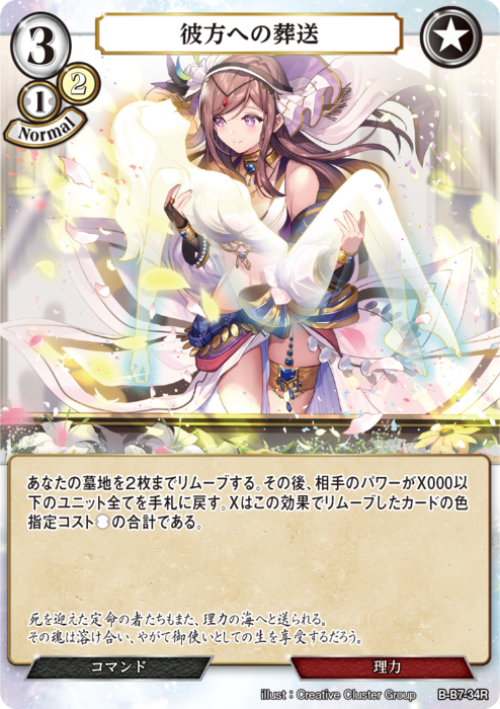 3
彼方への葬送
1
2
Normal
あなたの墓地を2枚までリムーブする。その後、相手のパワーがX000以
下のユニット全てを手札に戻す。Xはこの効果でリムーブしたカードの色
指定コストの合計である。
死を迎えた定命の者たちもまた、理力の海へと送られる。
その魂は溶け合い、やがて御使いとしての生を享受するだろう。
コマンド
理力
illust : Creative Cluster Group
B-B7-34R